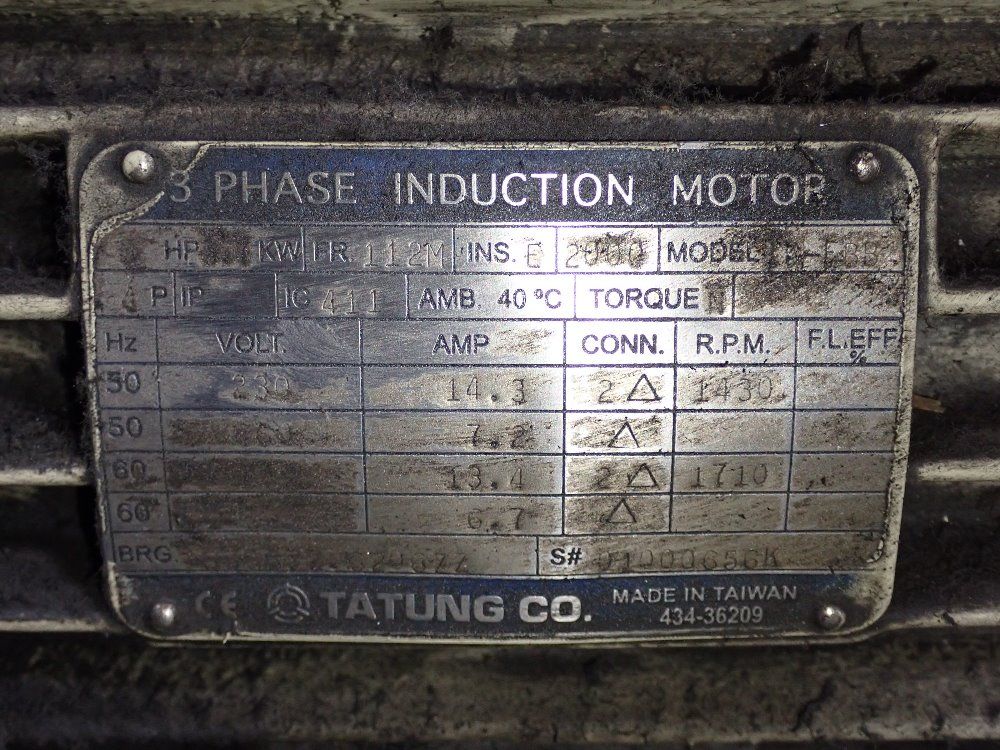 3 PHASE INDUCTION MOTOR
HP KW FR. 112M INS. E 2000 MODEL
4 P IP IC 411 AMB. 40 °C TORQUE N
Hz VOLT. AMP CONN. R.P.M. F.L.EFF %
50 230 14.3 2△ 1430
50 7.2 △
60 13.4 2△ 1710
60 6.7 △
BRG S#
CE TATUNG CO. MADE IN TAIWAN
434-36209